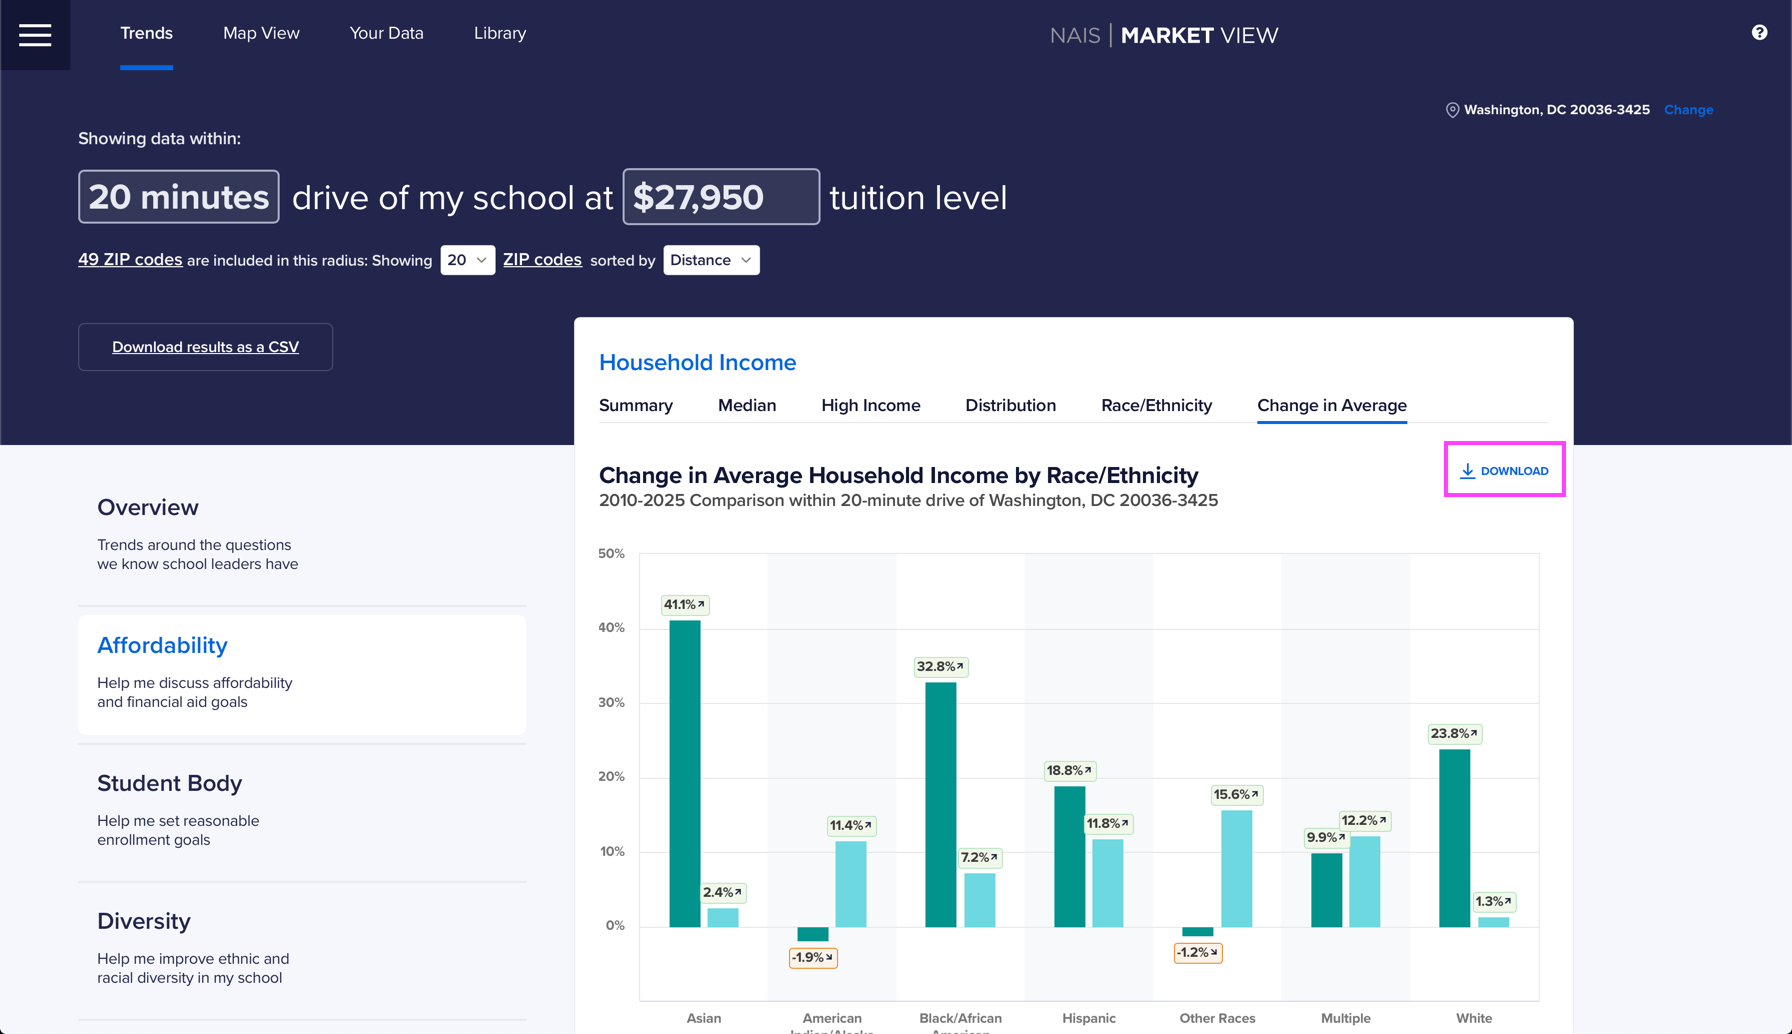 Trends
Map View
Your Data
Library
NAIS | MARKET VIEW
?
Washington, DC 20036-3425 Change
Showing data within:
20 minutes drive of my school at $27,950 tuition level
49 ZIP codes are included in this radius: Showing 20 ZIP codes sorted by Distance
Download results as a CSV
Overview
Trends around the questions
we know school leaders have
Affordability
Help me discuss affordability
and financial aid goals
Student Body
Help me set reasonable
enrollment goals
Diversity
Help me improve ethnic and
racial diversity in my school
Household Income
Summary
Median
High Income
Distribution
Race/Ethnicity
Change in Average
DOWNLOAD
Change in Average Household Income by Race/Ethnicity
2010-2025 Comparison within 20-minute drive of Washington, DC 20036-3425
50%
40%
30%
20%
10%
0%
41.1%
2.4%
-1.9%
11.4%
32.8%
7.2%
18.8%
11.8%
-1.2%
15.6%
9.9%
12.2%
23.8%
1.3%
Asian
American
Black/African
Hispanic
Other Races
Multiple
White